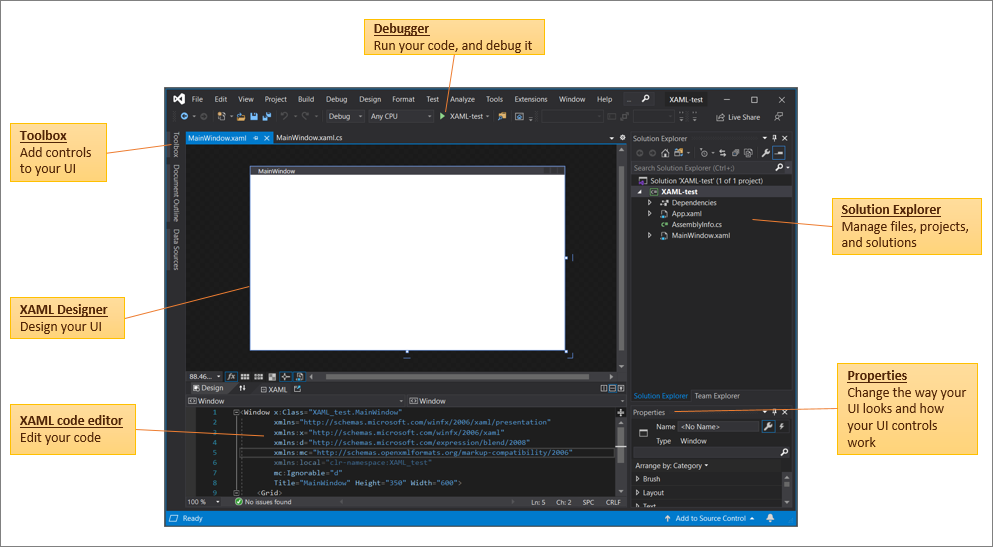 Debugger
Run your code, and debug it
File Edit View Project Build Debug Design Format Test Analyze Tools Extensions Window Help XAML-test
Debug Any CPU XAML-test Live Share
Toolbox
Add controls
to your UI
Toolbox
Document Outline
Data Sources
MainWindow.xaml MainWindow.xaml.cs
MainWindow
Solution Explorer
Search Solution Explorer (Ctrl+;)
Solution 'XAML-test' (1 of 1 project)
XAML-test
Dependencies
App.xaml
AssemblyInfo.cs
MainWindow.xaml
Solution Explorer
Manage files, projects,
and solutions
XAML Designer
Design your UI
88.46...
fx
Design XAML
Window Window
Solution Explorer Team Explorer
XAML code editor
Edit your code
1 <Window x:Class="XAML_test.MainWindow"
2 xmlns="http://schemas.microsoft.com/winfx/2006/xaml/presentation"
3 xmlns:x="http://schemas.microsoft.com/winfx/2006/xaml"
4 xmlns:d="http://schemas.microsoft.com/expression/blend/2008"
5 xmlns:mc="http://schemas.openxmlformats.org/markup-compatibility/2006"
6 xmlns:local="clr-namespace:XAML_test"
7 mc:Ignorable="d"
8 Title="MainWindow" Height="350" Width="600">
9 <Grid>
100 % No issues found Ln: 5 Ch: 2 SPC CRLF
Properties
Name <No Name>
Type Window
Arrange by: Category
Brush
Layout
Text
Properties
Change the way your
UI looks and how
your UI controls
work
Ready Add to Source Control